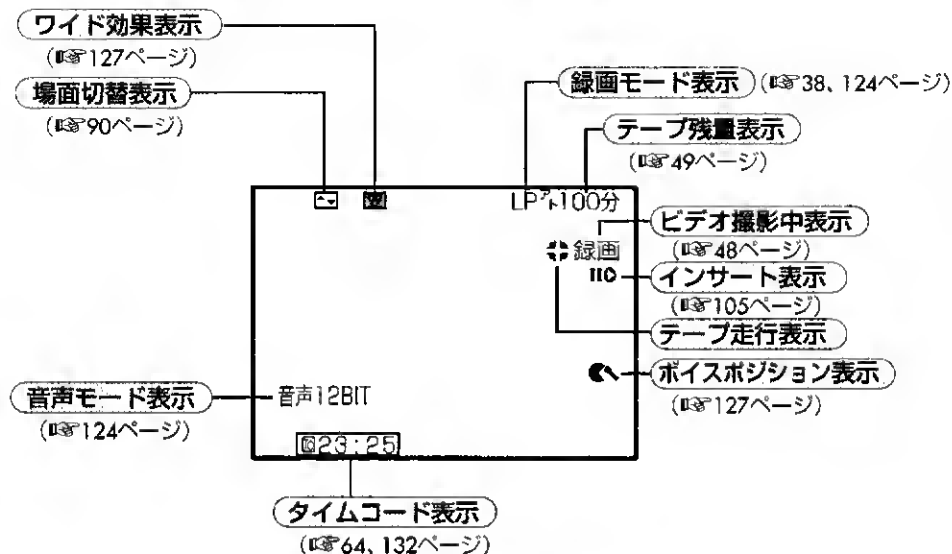 ワイド効果表示
(☞127ページ)
場面切替表示
(☞90ページ)
録画モード表示 (☞38、124ページ)
テープ残量表示
(☞49ページ)
LPアト100分
ビデオ撮影中表示
(☞48ページ)
録画
インサート表示
(☞105ページ)
テープ走行表示
ボイスポジション表示
(☞127ページ)
音声モード表示
(☞124ページ)
音声12BIT
23:25
タイムコード表示
(☞64、132ページ)